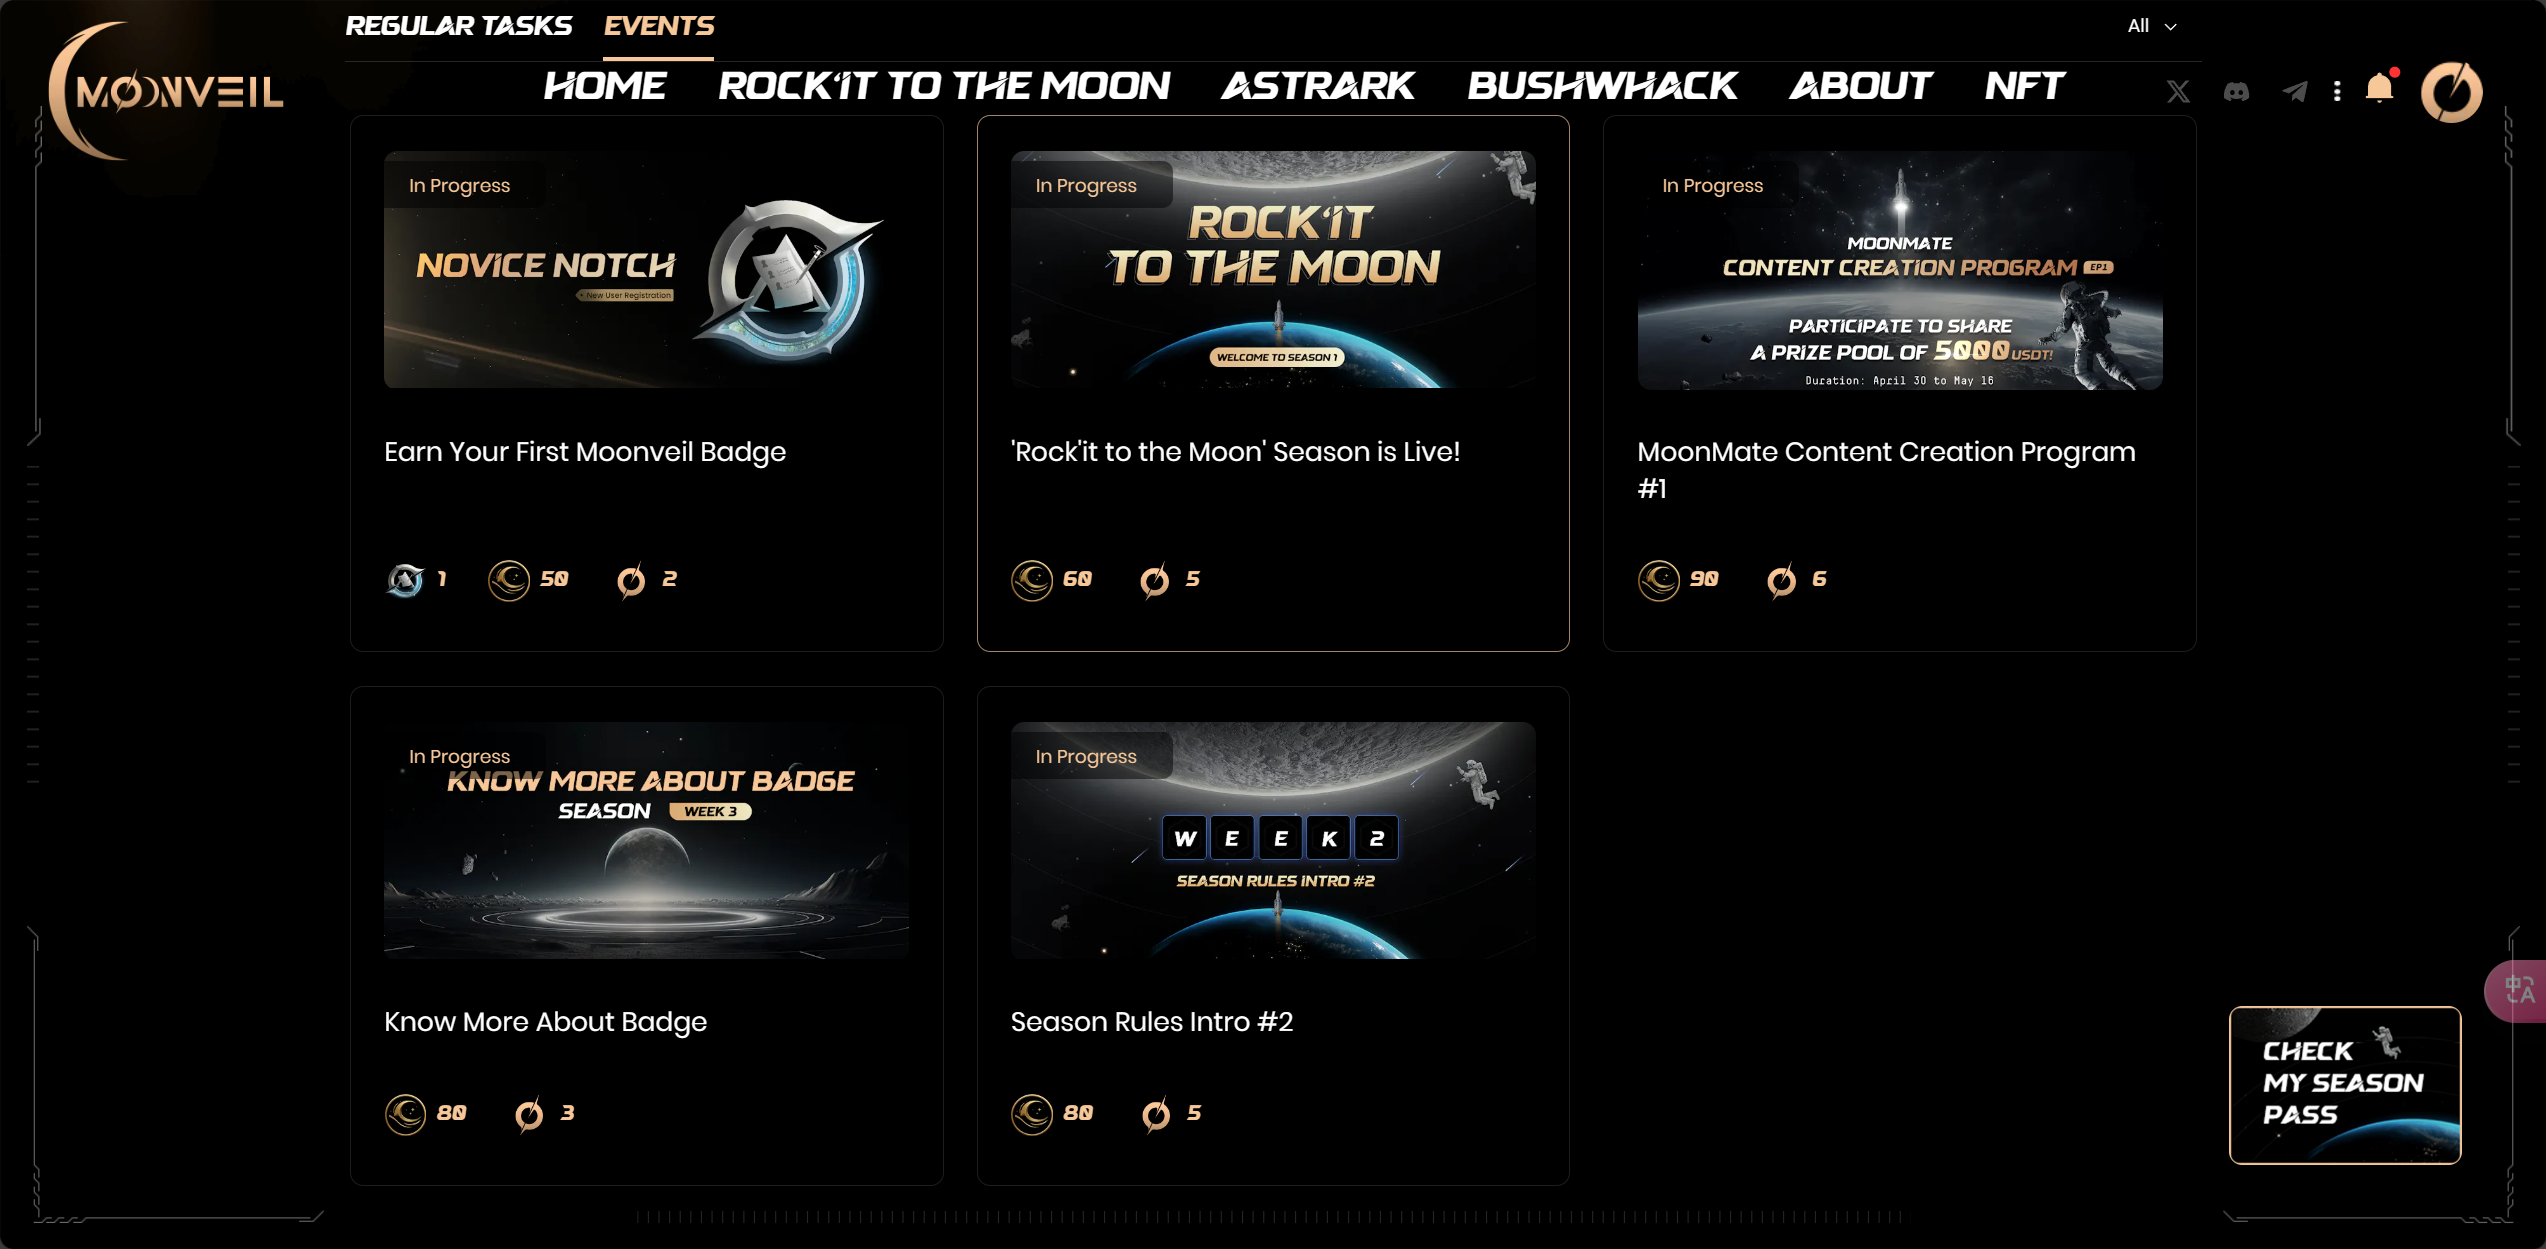 REGULAR TASKS
EVENTS
All
MOONVEIL
HOME
ROCK'IT TO THE MOON
ASTRARK
BUSHWHACK
ABOUT
NFT
In Progress
NOVICE NOTCH
New User Registration
Earn Your First Moonveil Badge
1
50
2
In Progress
ROCK'IT
TO THE MOON
WELCOME TO SEASON 1
'Rock'it to the Moon' Season is Live!
60
5
In Progress
MOONMATE
CONTENT CREATION PROGRAM EP1
PARTICIPATE TO SHARE
A PRIZE POOL OF 5000 USDT!
Duration: April 30 to May 16
MoonMate Content Creation Program
#1
90
6
In Progress
KNOW MORE ABOUT BADGE
SEASON WEEK 3
Know More About Badge
80
3
In Progress
WEEK2
SEASON RULES INTRO #2
Season Rules Intro #2
80
5
中
A
CHECK
MY SEASON
PASS